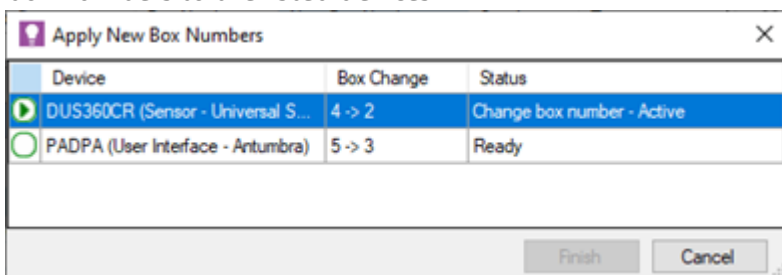 Apply New Box Numbers
Device Box Change Status
DUS360CR (Sensor - Universal S... 4 -> 2 Change box number - Active
PADPA (User Interface - Antumbra) 5 -> 3 Ready
Finish Cancel